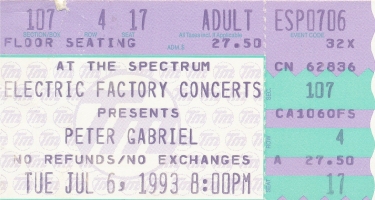 107 4 17 ADULT ESP0706
FLOOR SEATING 27.50 32X
AT THE SPECTRUM CN 62836
ELECTRIC FACTORY CONCERTS 107
PRESENTS CA1060FS
PETER GABRIEL 4
NO REFUNDS/NO EXCHANGES A 27.50
TUE JUL 6, 1993 8:00PM 17